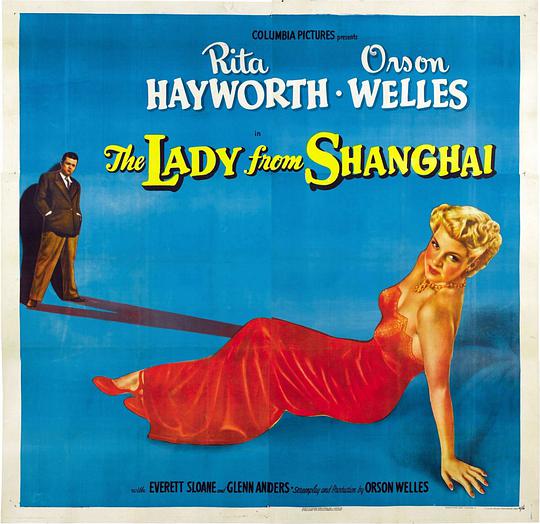 COLUMBIA PICTURES presents
Rita Orson
HAYWORTH · WELLES
in
The LADY from SHANGHAI
with EVERETT SLOANE and GLENN ANDERS · Screenplay and Production by ORSON WELLES